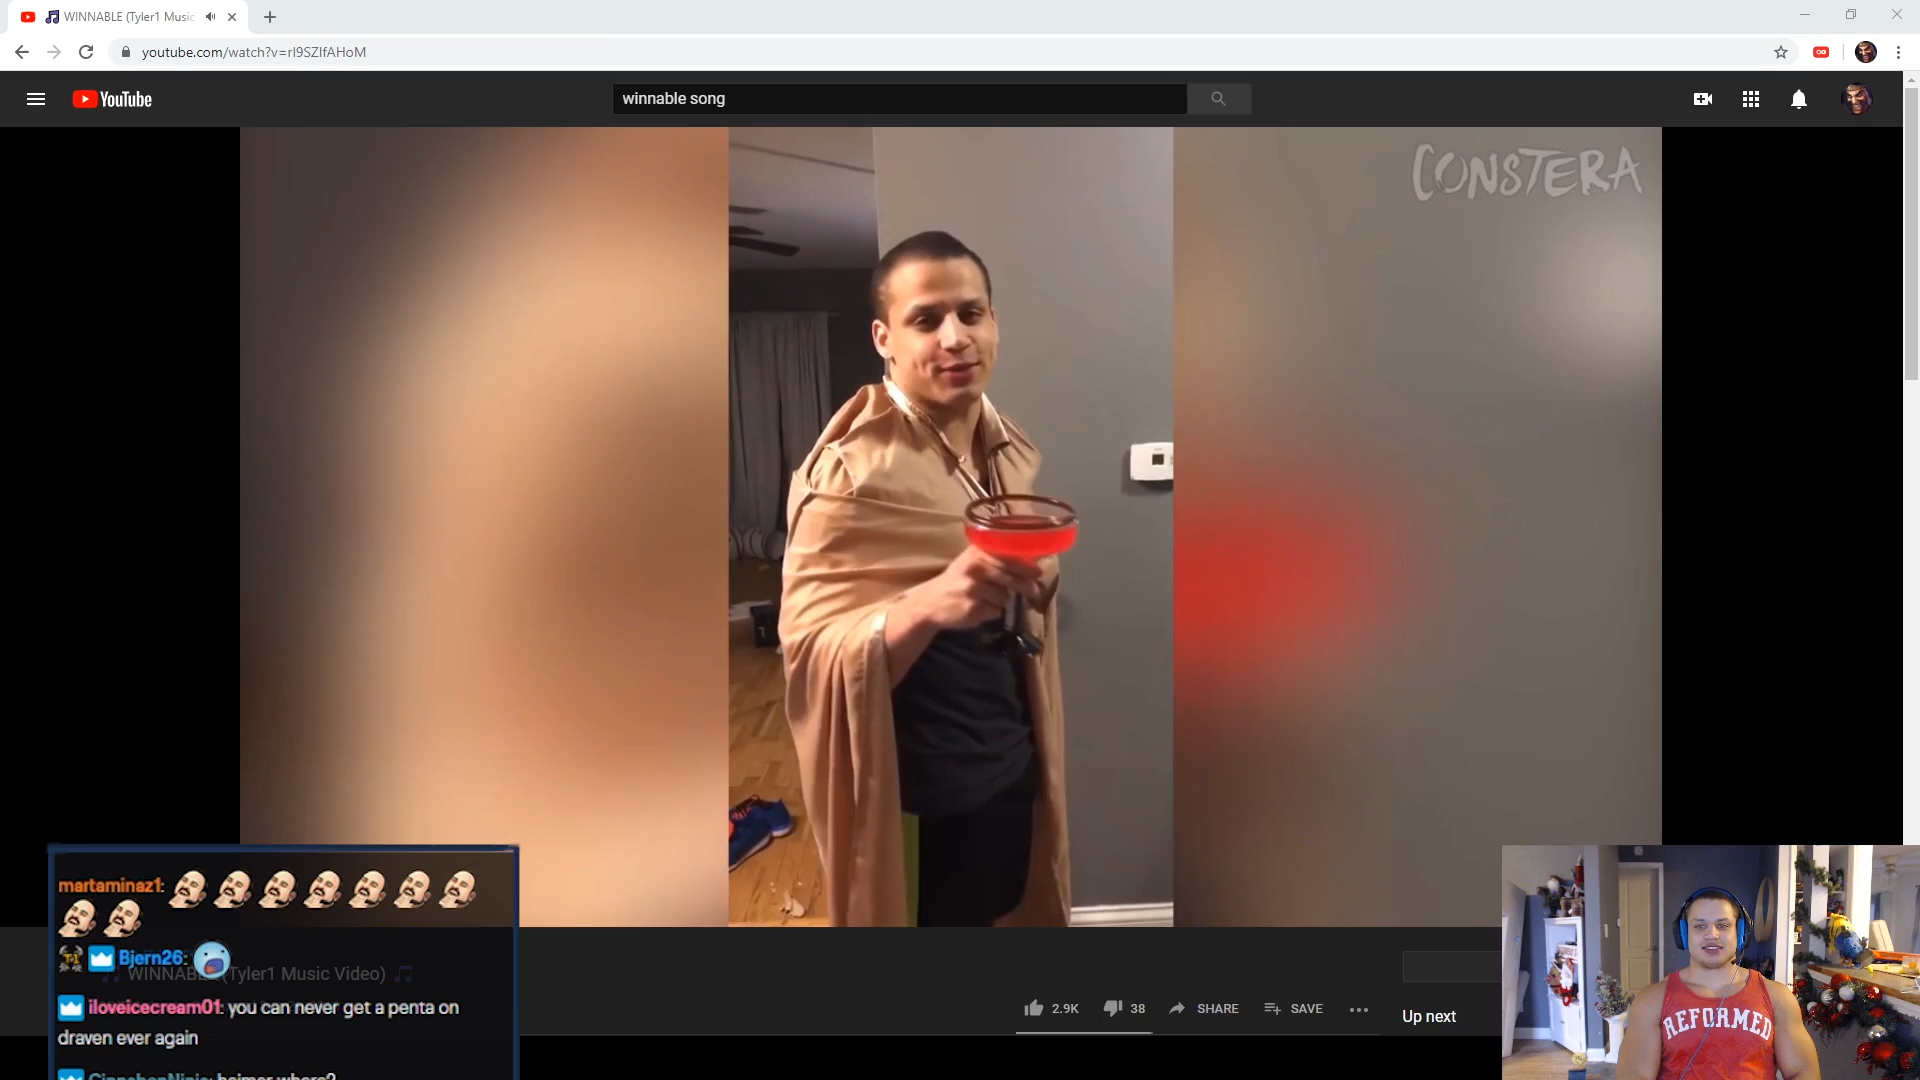 WINNABLE (Tyler1 Music
youtube.com/watch?v=rI9SZIfAHoM
YouTube
winnable song
CONSTERA
martaminaz1:
Bjern26:
WINNABLE (Tyler1 Music Video)
iloveicecream01: you can never get a penta on
draven ever again
2.9K
38
SHARE
SAVE
Up next
REFORMED